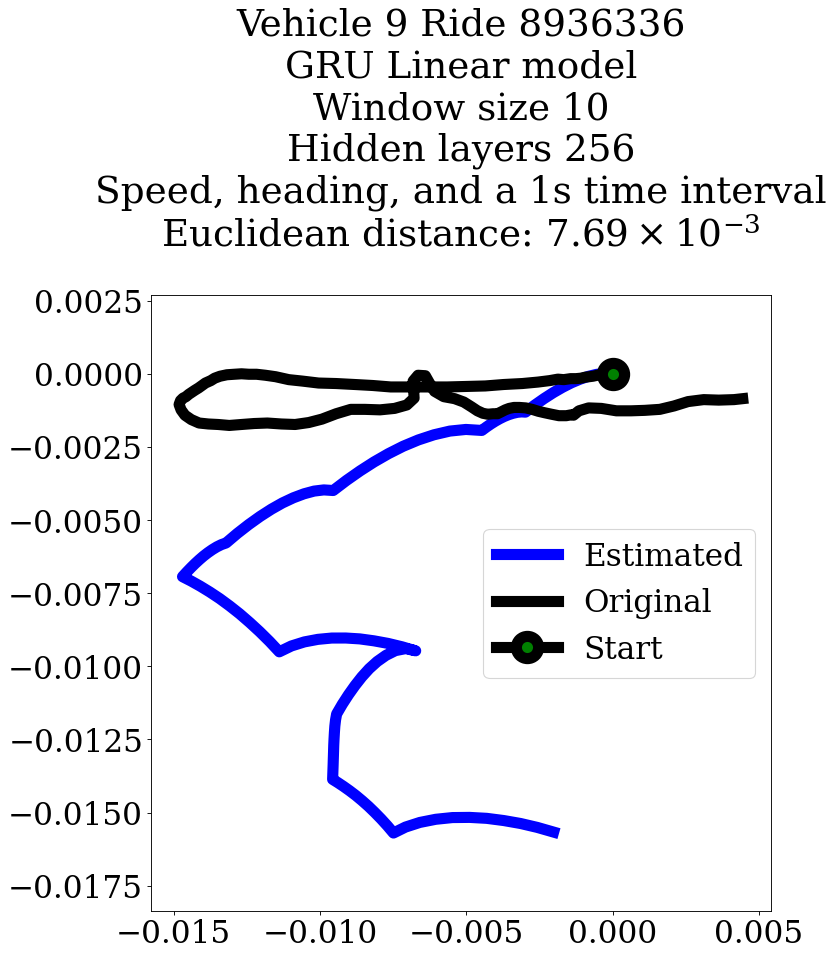 Vehicle 9 Ride 8936336
GRU Linear model
Window size 10
Hidden layers 256
Speed, heading, and a 1s time interval
Euclidean distance: 7.69 × 10⁻³
0.0025
0.0000
−0.0025
−0.0050
−0.0075
−0.0100
−0.0125
−0.0150
−0.0175
Estimated
Original
Start
−0.015 −0.010 −0.005 0.000 0.005